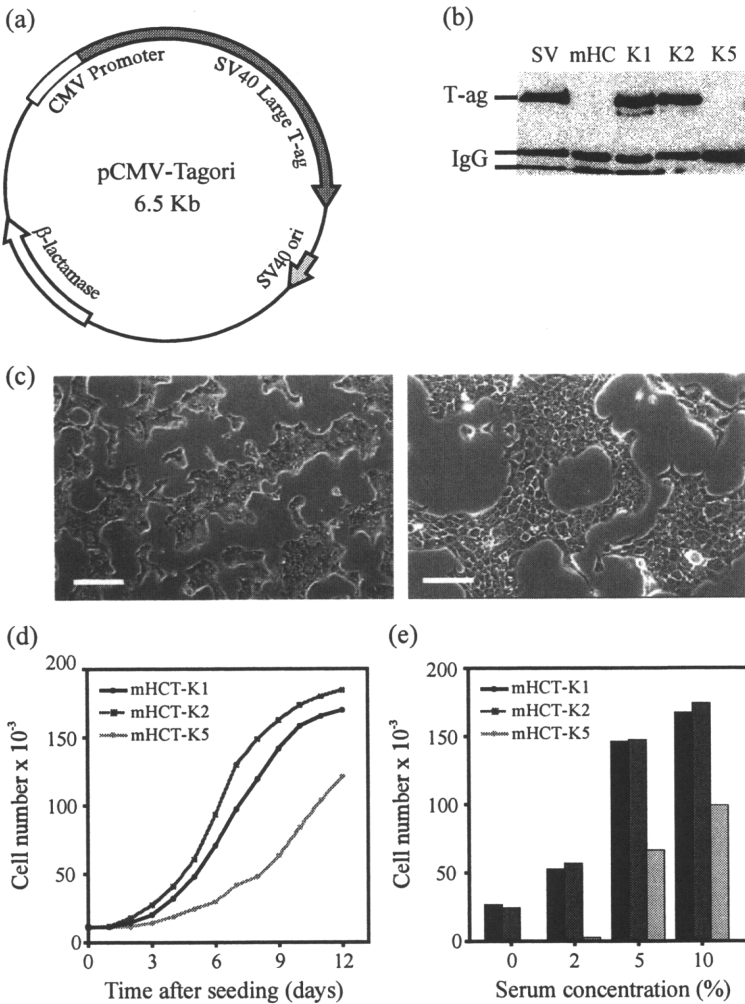 (a)
CMV Promoter
SV40 Large T-ag
pCMV-Tagori
6.5 Kb
SV40 ori
β-lactamase
(b)
SV mHC K1 K2 K5
T-ag
IgG
(c)
(d)
200
150
100
50
0
Cell number x 10⁻³
mHCT-K1
mHCT-K2
mHCT-K5
0 3 6 9 12
Time after seeding (days)
(e)
200
150
100
50
0
Cell number x 10⁻³
mHCT-K1
mHCT-K2
mHCT-K5
0 2 5 10
Serum concentration (%)